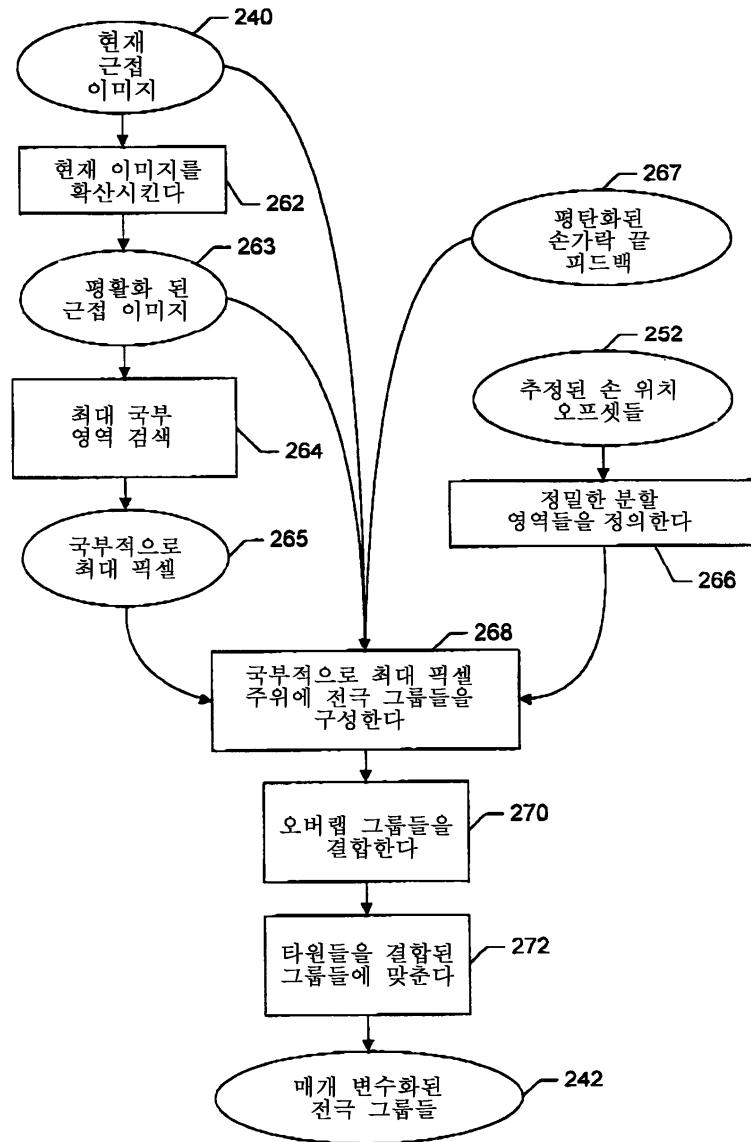 240
현재
근접
이미지
현재 이미지를
확산시킨다
262
267
평탄화된
손가락 끝
피드백
263
평활화 된
근접 이미지
252
추정된 손 위치
오프셋들
최대 국부
영역 검색
264
정밀한 분할
영역들을 정의한다
266
국부적으로
최대 픽셀
265
268
국부적으로 최대 픽셀
주위에 전극 그룹들을
구성한다
오버랩 그룹들을
결합한다
270
타원들을 결합된
그룹들에 맞춘다
272
매개 변수화된
전극 그룹들
242